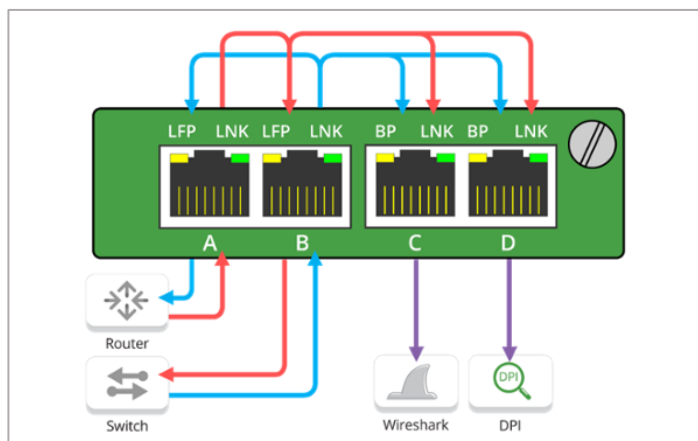 LFP LNK LFP LNK BP LNK BP LNK
A B C D
Router
Switch
DPI
Wireshark DPI